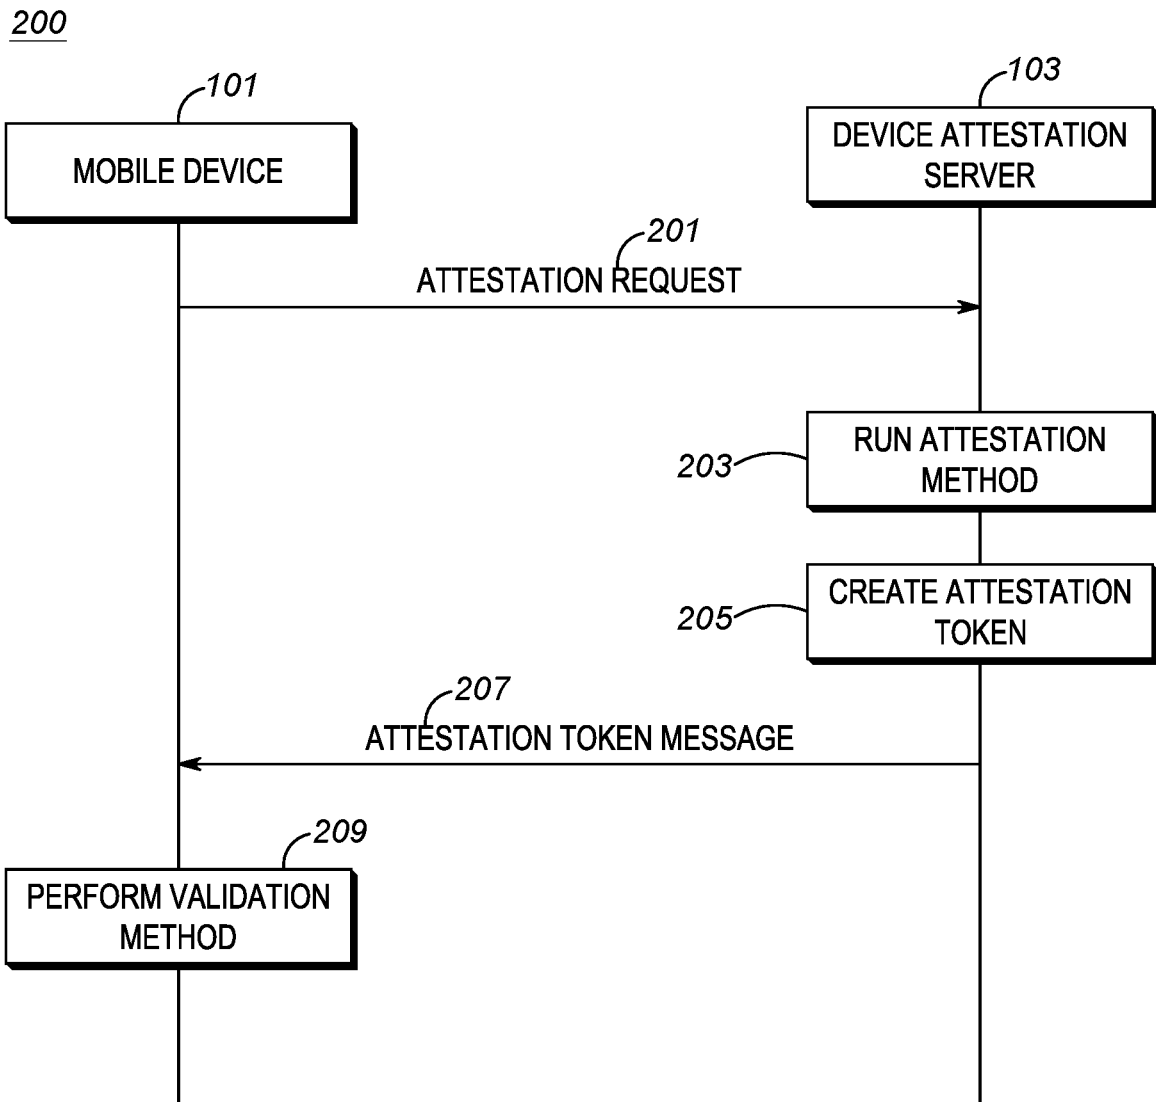 200
101
103
MOBILE DEVICE
DEVICE ATTESTATION
SERVER
201
ATTESTATION REQUEST
203
RUN ATTESTATION
METHOD
205
CREATE ATTESTATION
TOKEN
207
ATTESTATION TOKEN MESSAGE
209
PERFORM VALIDATION
METHOD